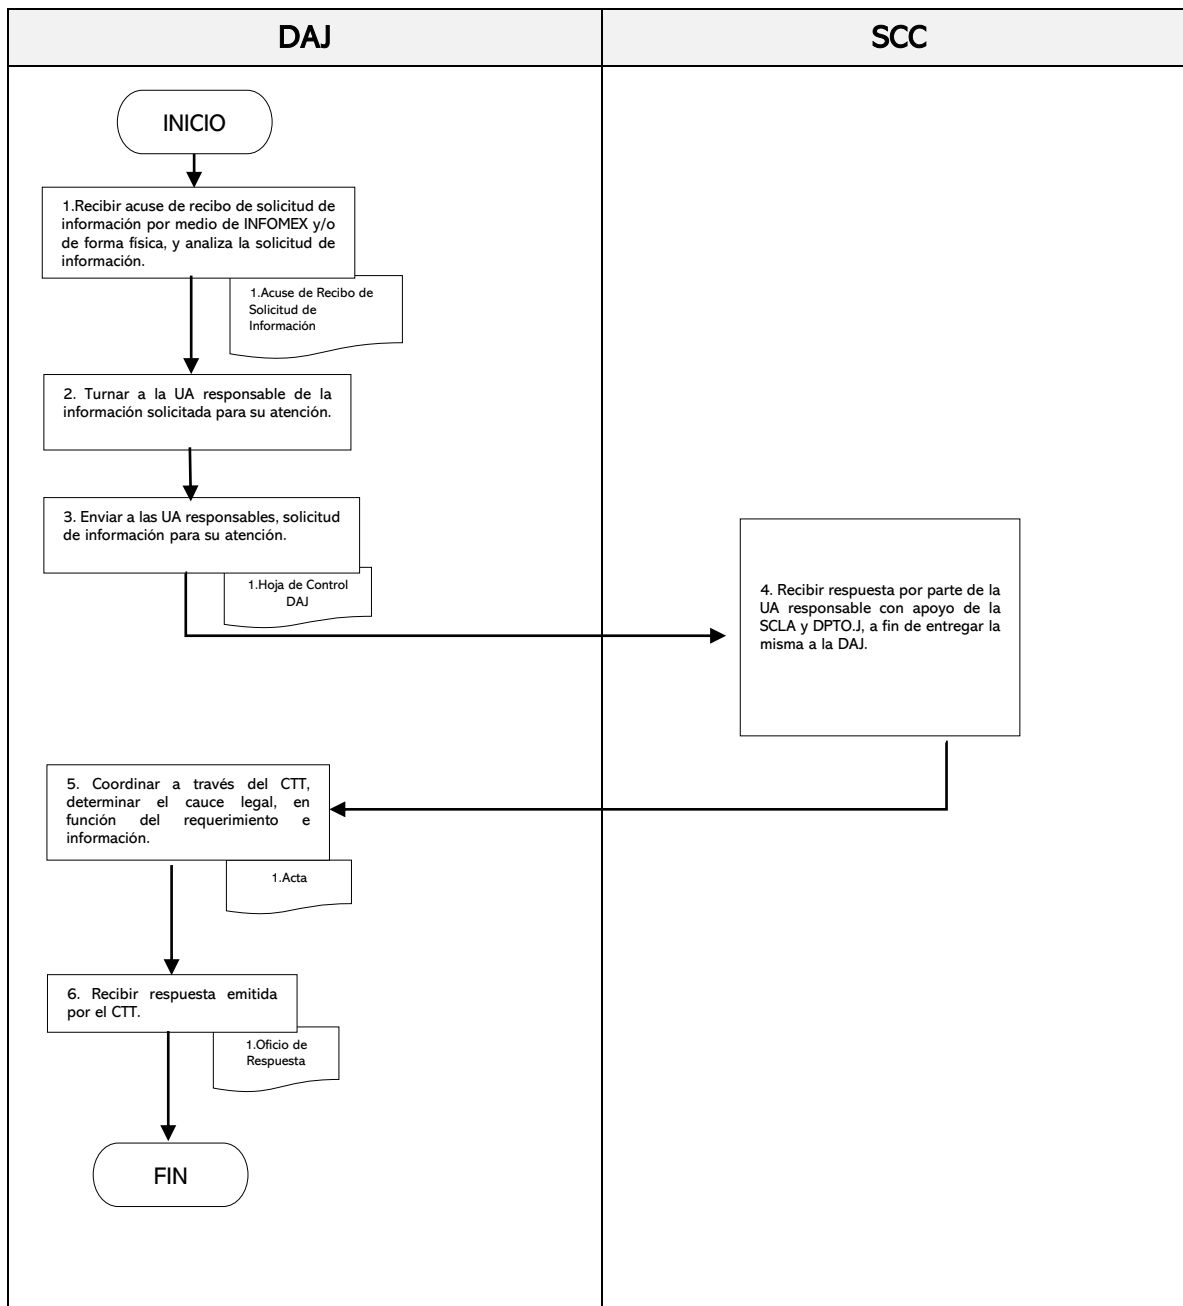 DAJ
SCC
INICIO
1.Recibir acuse de recibo de solicitud de
información por medio de INFOMEX y/o
de forma física, y analiza la solicitud de
información.
1.Acuse de Recibo de
Solicitud de
Información
2. Turnar a la UA responsable de la
información solicitada para su atención.
3. Enviar a las UA responsables, solicitud
de información para su atención.
1.Hoja de Control
DAJ
4. Recibir respuesta por parte de la
UA responsable con apoyo de la
SCLA y DPTO.J, a fin de entregar la
misma a la DAJ.
5. Coordinar a través del CTT,
determinar el cauce legal, en
función del requerimiento e
información.
1.Acta
6. Recibir respuesta emitida
por el CTT.
1.Oficio de
Respuesta
FIN